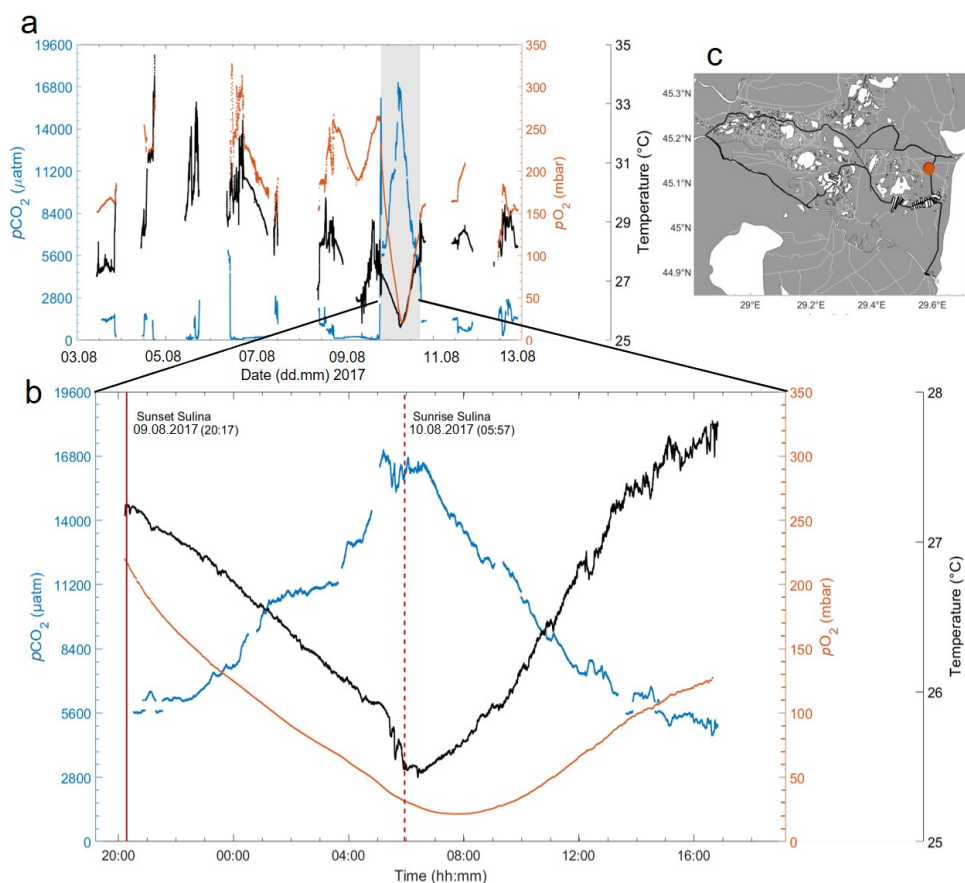 a
19600
16800
14000
11200
8400
5600
2800
0
pCO2 (µatm)
350
300
250
200
150
100
50
0
pO2 (mbar)
35
33
31
29
27
25
Temperature (°C)
03.08 05.08 07.08 09.08 11.08 13.08
Date (dd.mm) 2017
c
45.3°N
45.2°N
45.1°N
45°N
44.9°N
29°E 29.2°E 29.4°E 29.6°E
b
Sunset Sulina
09.08.2017 (20:17)
Sunrise Sulina
10.08.2017 (05:57)
19600
16800
14000
11200
8400
5600
2800
0
pCO2 (µatm)
350
300
250
200
150
100
50
0
pO2 (mbar)
28
27
26
25
Temperature (°C)
20:00 00:00 04:00 08:00 12:00 16:00
Time (hh:mm)